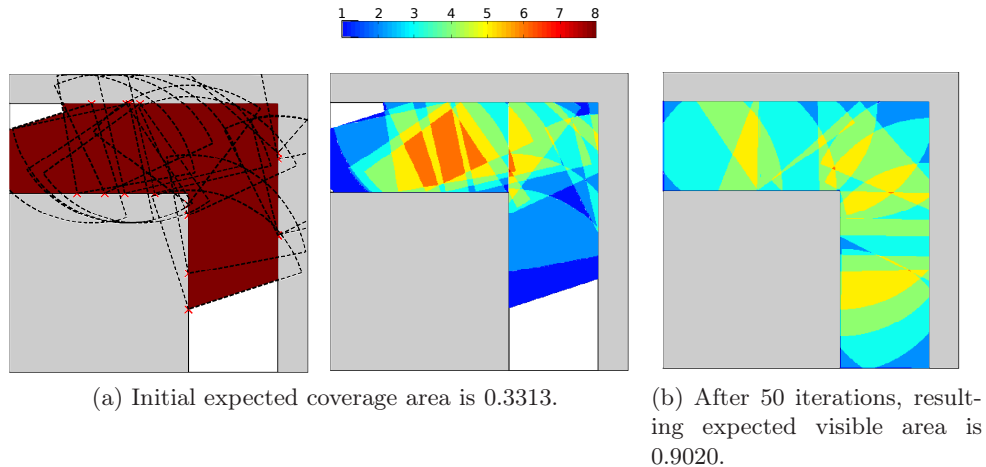 1 2 3 4 5 6 7 8
(a) Initial expected coverage area is 0.3313.
(b) After 50 iterations, result-
ing expected visible area is
0.9020.